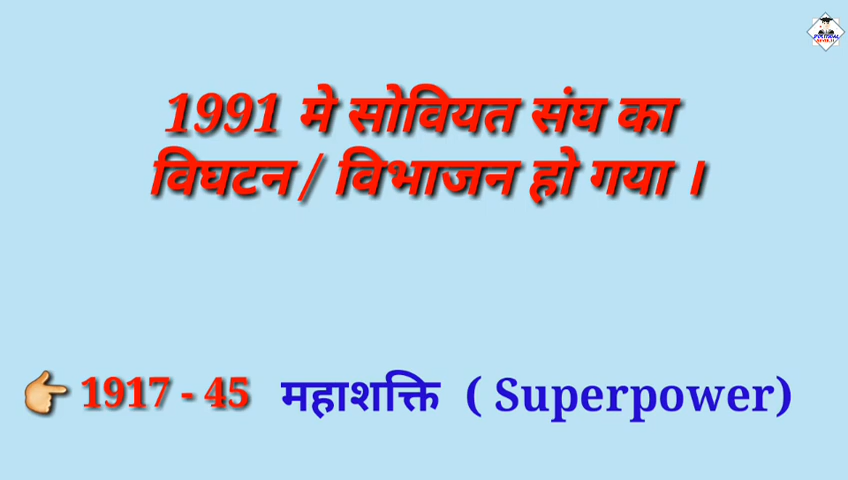 1991 मे सोवियत संघ का
विघटन / विभाजन हो गया ।
1917 - 45 महाशक्ति ( Superpower)